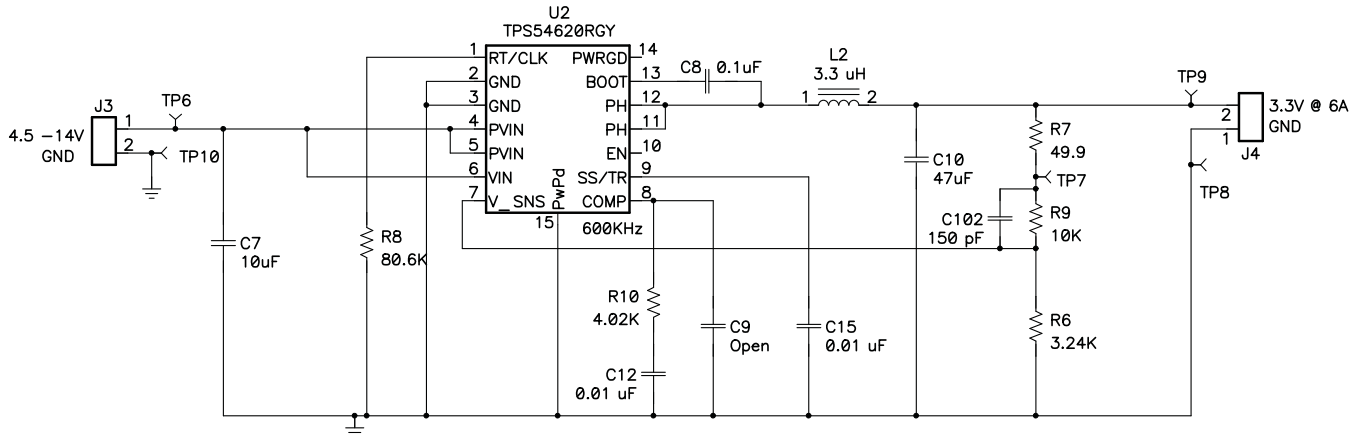 U2
TPS54620RGY
1 RT/CLK PWRGD 14
2 GND BOOT 13
3 GND PH 12
4 PVIN PH 11
5 PVIN EN 10
6 VIN SS/TR 9
7 V_SNS COMP 8
PwPd
15
600KHz
J3
1
2
4.5 -14V
GND
TP6
TP10
C7
10uF
R8
80.6K
C8 0.1uF
L2
3.3 uH
1 2
R10
4.02K
C12
0.01 uF
C9
Open
C15
0.01 uF
C10
47uF
R7
49.9
TP7
C102
150 pF
R9
10K
R6
3.24K
TP9
TP8
2
1
J4
3.3V @ 6A
GND